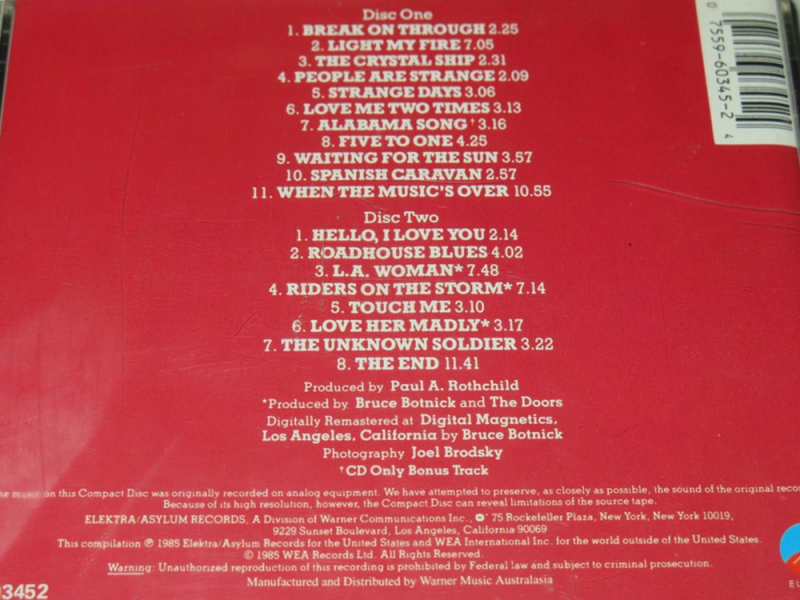 Disc One
1. BREAK ON THROUGH 2.25
2. LIGHT MY FIRE 7.05
3. THE CRYSTAL SHIP 2.31
4. PEOPLE ARE STRANGE 2.09
5. STRANGE DAYS 3.06
6. LOVE ME TWO TIMES 3.13
7. ALABAMA SONG † 3.16
8. FIVE TO ONE 4.25
9. WAITING FOR THE SUN 3.57
10. SPANISH CARAVAN 2.57
11. WHEN THE MUSIC'S OVER 10.55
Disc Two
1. HELLO, I LOVE YOU 2.14
2. ROADHOUSE BLUES 4.02
3. L.A. WOMAN* 7.48
4. RIDERS ON THE STORM* 7.14
5. TOUCH ME 3.10
6. LOVE HER MADLY* 3.17
7. THE UNKNOWN SOLDIER 3.22
8. THE END 11.41
Produced by Paul A. Rothchild
*Produced by Bruce Botnick and The Doors
Digitally Remastered at Digital Magnetics,
Los Angeles, California by Bruce Botnick
Photography Joel Brodsky
†CD Only Bonus Track
music on this Compact Disc was originally recorded on analog equipment. We have attempted to preserve, as closely as possible, the sound of the original
Because of its high resolution, however, the Compact Disc can reveal limitations of the source tape.
ELEKTRA/ASYLUM RECORDS, A Division of Warner Communications Inc., 75 Rockefeller Plaza, New York, New York 10019,
9229 Sunset Boulevard, Los Angeles, California 90069
This compilation ℗ 1985 Elektra/Asylum Records for the United States and WEA International Inc. for the world outside of the United States.
© 1985 WEA Records Ltd. All Rights Reserved.
Warning: Unauthorized reproduction of this recording is prohibited by Federal law and subject to criminal prosecution.
Manufactured and Distributed by Warner Music Australasia
03452
0 7559-60345-2 4